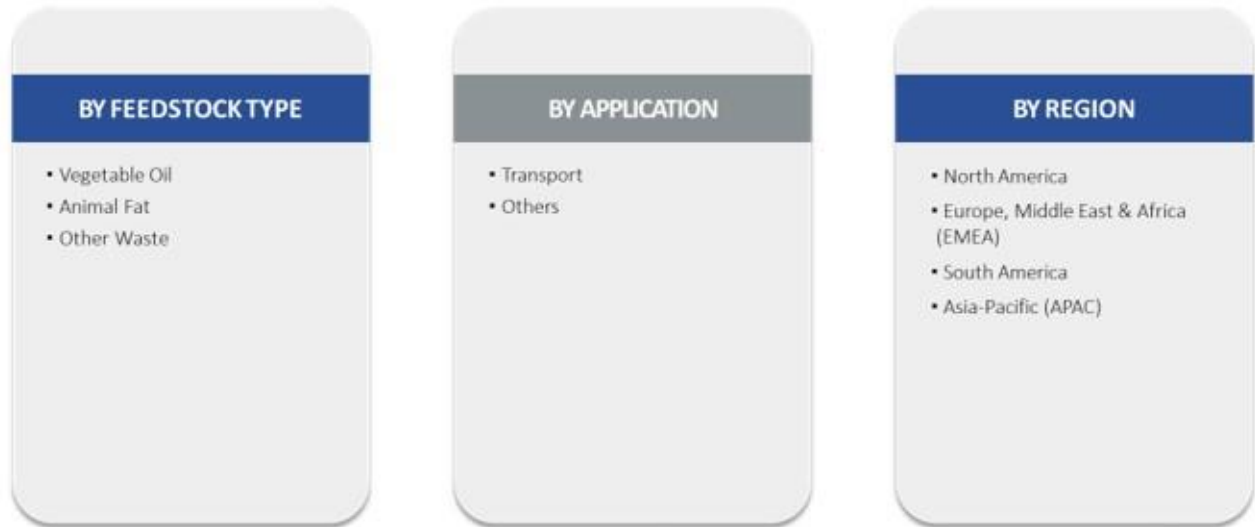 BY FEEDSTOCK TYPE
• Vegetable Oil
• Animal Fat
• Other Waste
BY APPLICATION
• Transport
• Others
BY REGION
• North America
• Europe, Middle East & Africa
(EMEA)
• South America
• Asia-Pacific (APAC)